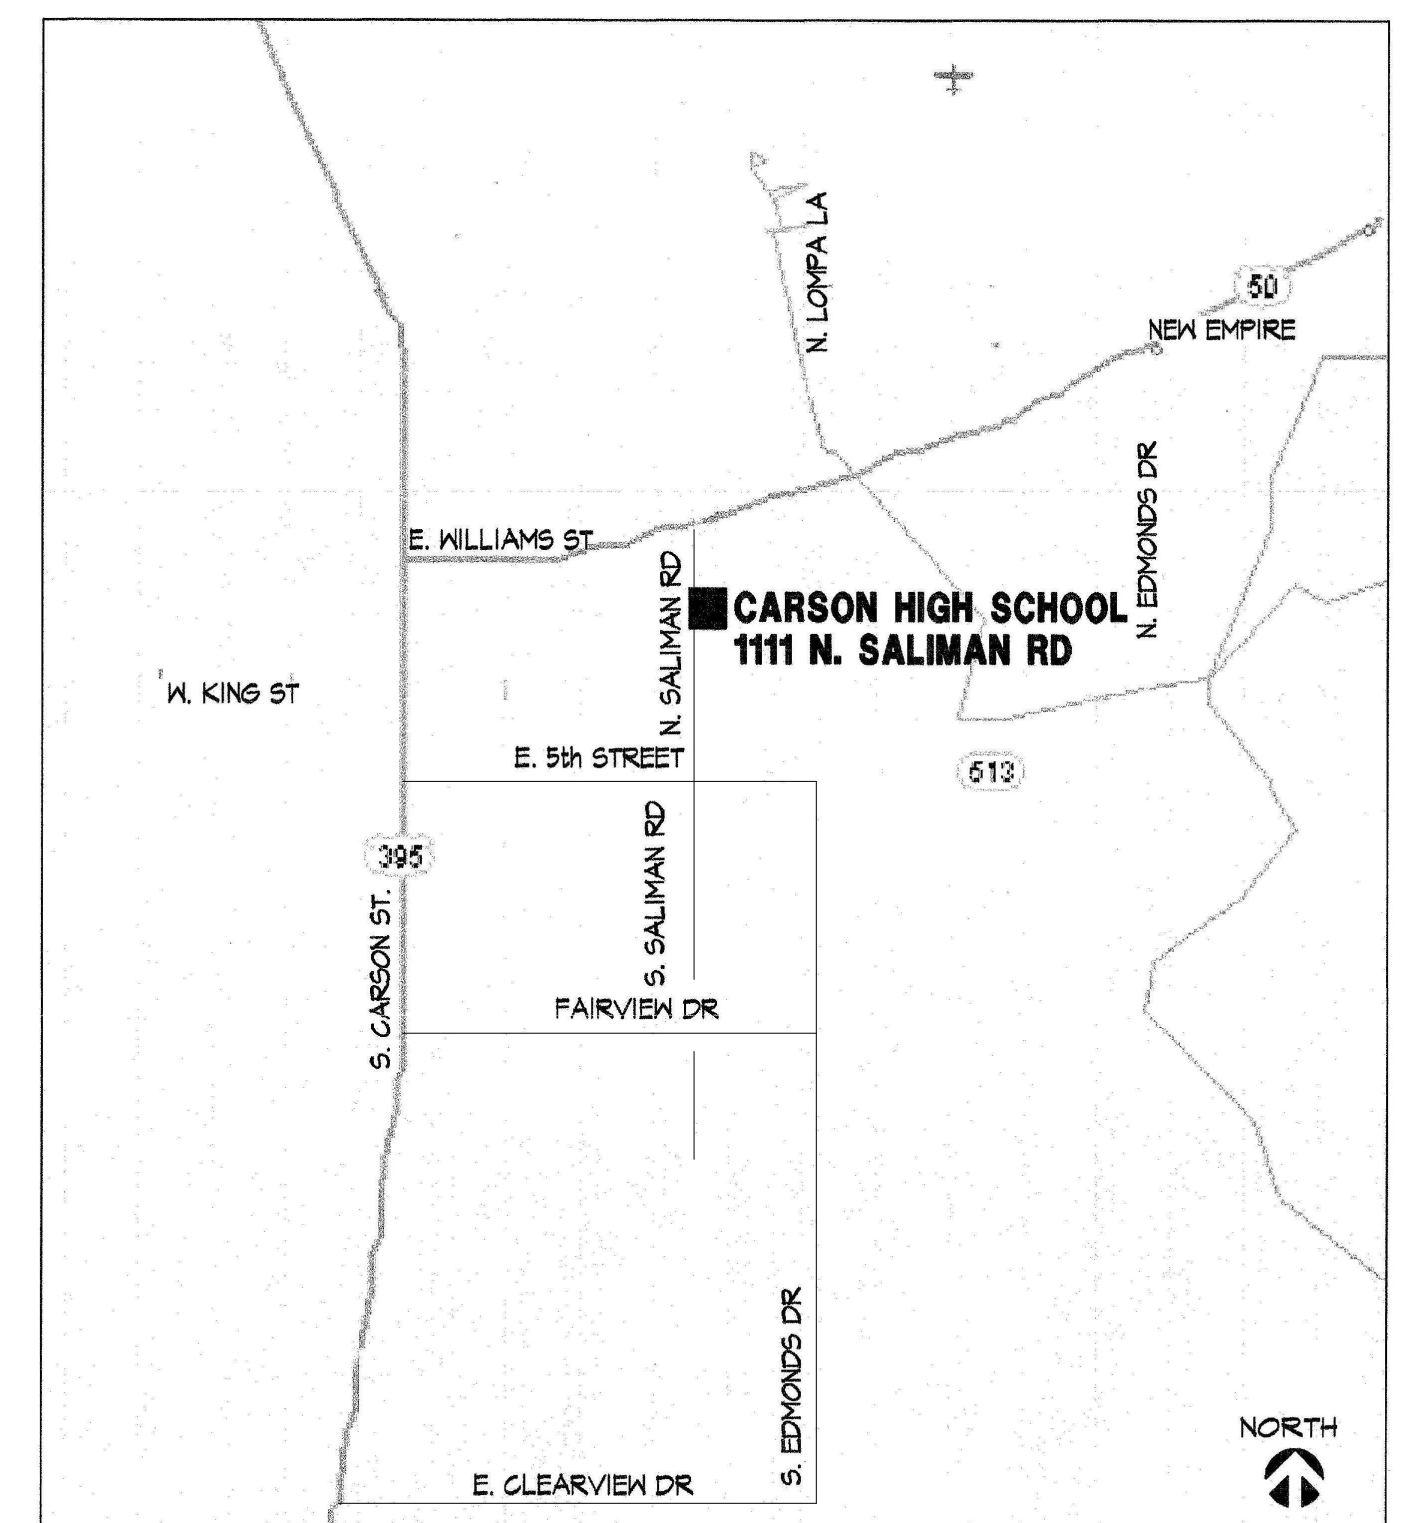 N. LOMPA LA
50
NEW EMPIRE
N. EDMONDS DR
E. WILLIAMS ST
N. SALIMAN RD
CARSON HIGH SCHOOL
1111 N. SALIMAN RD
W. KING ST
E. 5th STREET
513
S. SALIMAN RD
395
S. CARSON ST.
FAIRVIEW DR
S. EDMONDS DR
NORTH
E. CLEARVIEW DR